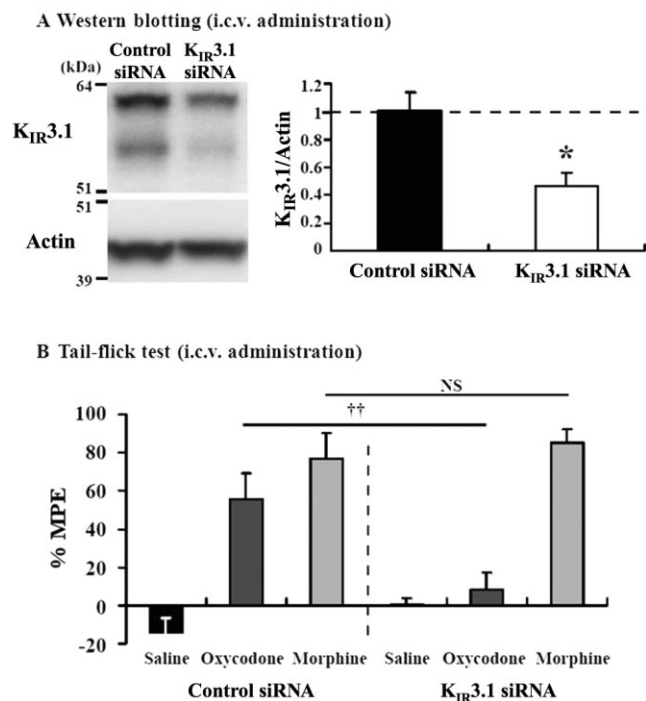 A Western blotting (i.c.v. administration)
Control siRNA
KIR3.1 siRNA
(kDa)
64
KIR3.1
51
51
Actin
39
KIR3.1/Actin
1.2
1
0.8
0.6
0.4
0.2
0
*
Control siRNA
KIR3.1 siRNA
B Tail-flick test (i.c.v. administration)
NS
††
% MPE
100
80
60
40
20
0
-20
Saline Oxycodone Morphine Saline Oxycodone Morphine
Control siRNA KIR3.1 siRNA